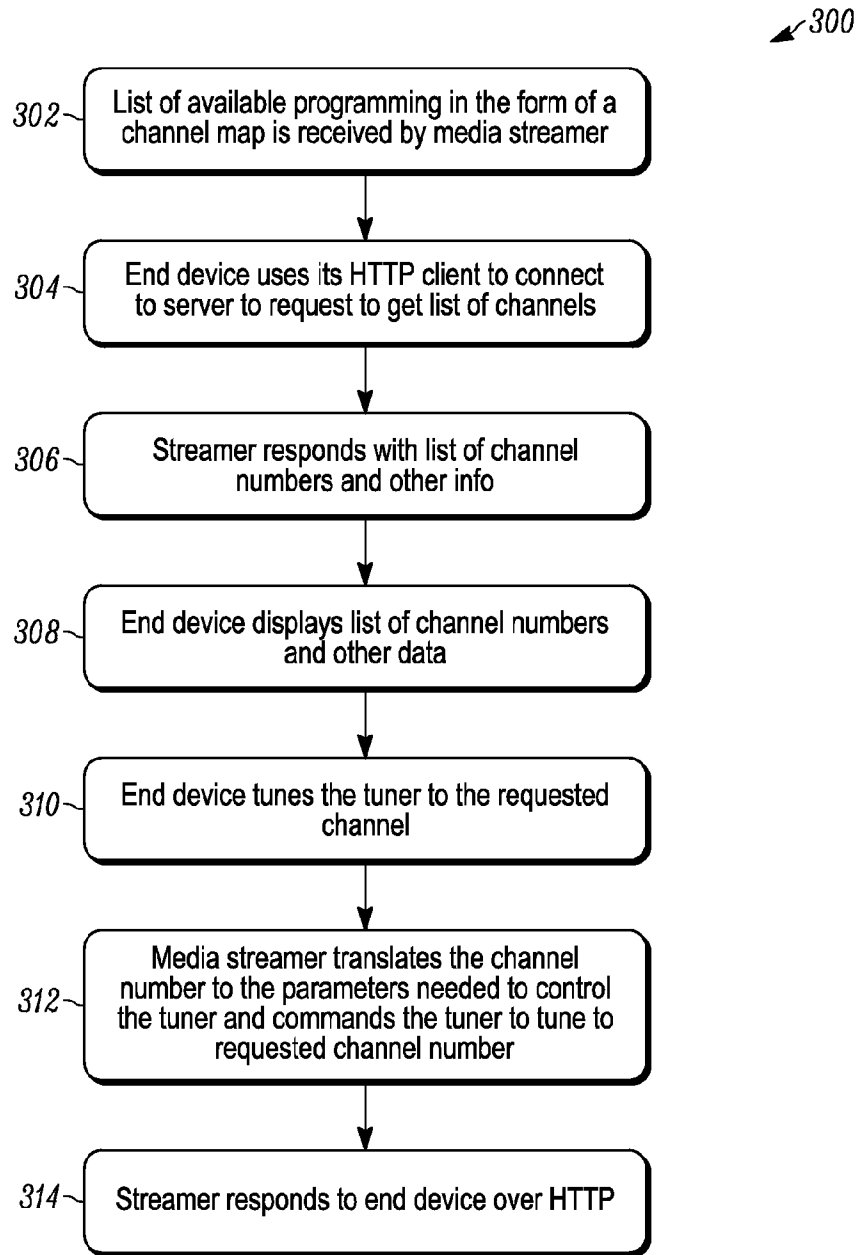 300
302
List of available programming in the form of a
channel map is received by media streamer
304
End device uses its HTTP client to connect
to server to request to get list of channels
306
Streamer responds with list of channel
numbers and other info
308
End device displays list of channel numbers
and other data
310
End device tunes the tuner to the requested
channel
312
Media streamer translates the channel
number to the parameters needed to control
the tuner and commands the tuner to tune to
requested channel number
314
Streamer responds to end device over HTTP